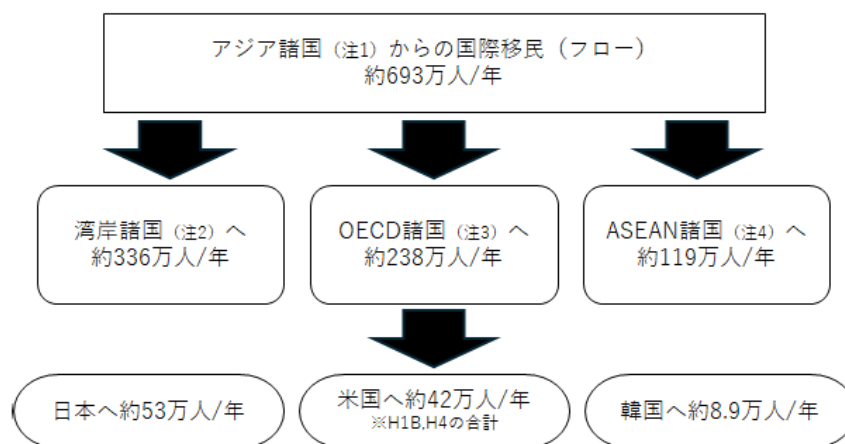 アジア諸国（注1）からの国際移民（フロー）
約693万人/年
湾岸諸国（注2）へ
約336万人/年
OECD諸国（注3）へ
約238万人/年
ASEAN諸国（注4）へ
約119万人/年
日本へ約53万人/年
米国へ約42万人/年
※H1B,H4の合計
韓国へ約8.9万人/年